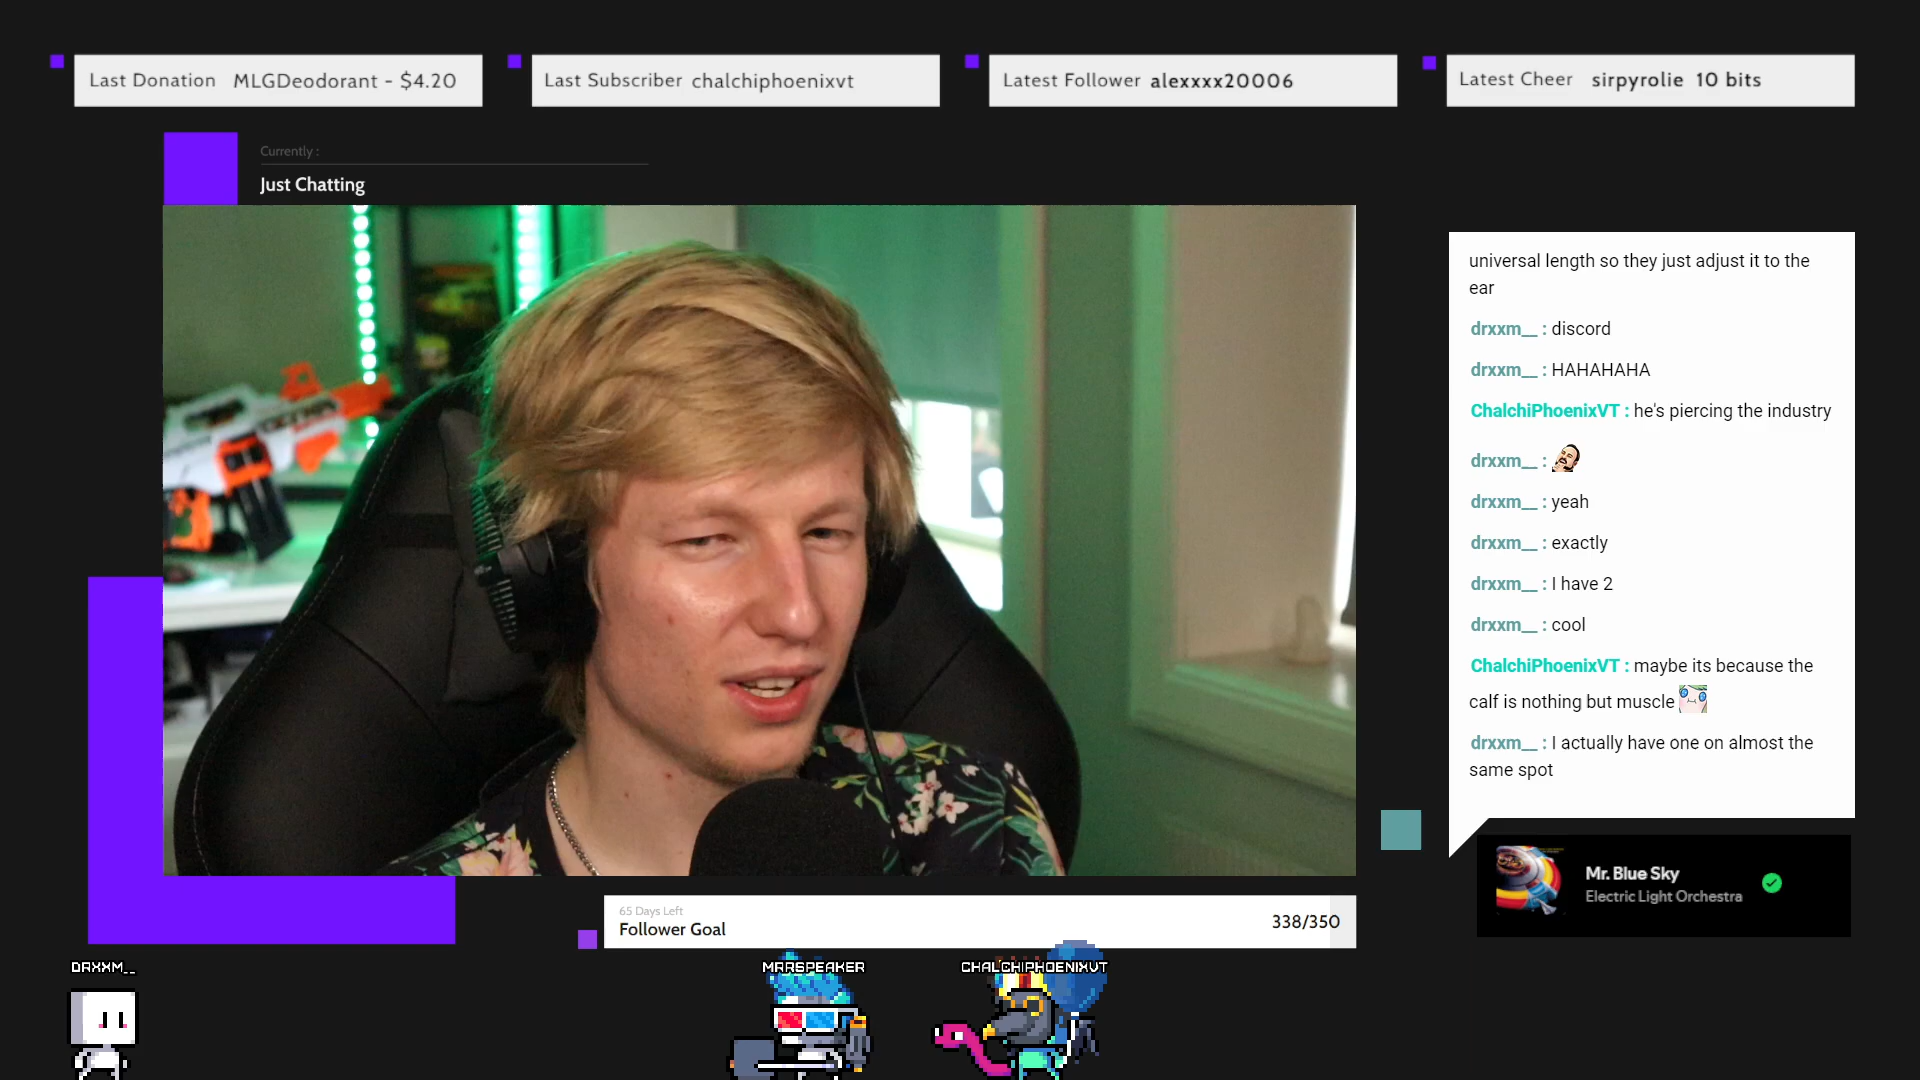 Last Donation MLGDeodorant - $4.20
Last Subscriber chalchiphoenixvt
Latest Follower alexxxx20006
Latest Cheer sirpyrolie 10 bits
Currently :
Just Chatting
universal length so they just adjust it to the
ear
drxxm__ : discord
drxxm__ : HAHAHAHA
ChalchiPhoenixVT : he's piercing the industry
drxxm__ :
drxxm__ : yeah
drxxm__ : exactly
drxxm__ : I have 2
drxxm__ : cool
ChalchiPhoenixVT : maybe its because the
calf is nothing but muscle
drxxm__ : I actually have one on almost the
same spot
Mr. Blue Sky
Electric Light Orchestra
65 Days Left
Follower Goal
338/350
DRXXM__
MRRSPEAKER
CHALCHIPHOENIXVT